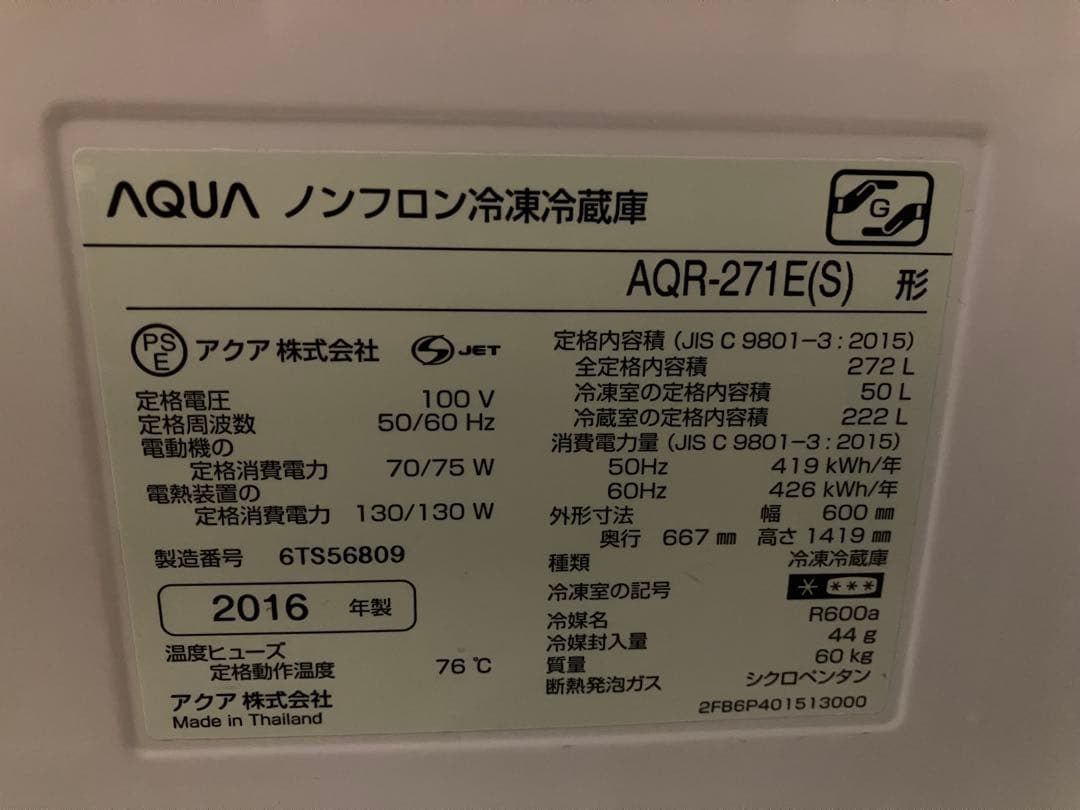 AQUA ノンフロン冷凍冷蔵庫
G
AQR-271E(S) 形
PS
E
アクア 株式会社 S JET
定格電圧 100 V
定格周波数 50/60 Hz
電動機の
定格消費電力 70/75 W
電熱装置の
定格消費電力 130/130 W
製造番号 6TS56809
2016 年製
温度ヒューズ
定格動作温度 76 ℃
アクア 株式会社
Made in Thailand
定格内容積 (JIS C 9801-3 : 2015)
全定格内容積 272 L
冷凍室の定格内容積 50 L
冷蔵室の定格内容積 222 L
消費電力量 (JIS C 9801-3 : 2015)
50Hz 419 kWh/年
60Hz 426 kWh/年
外形寸法 幅 600 ㎜
奥行 667 ㎜ 高さ 1419 ㎜
種類 冷凍冷蔵庫
冷凍室の記号 * ***
冷媒名 R600a
冷媒封入量 44 g
質量 60 kg
断熱発泡ガス シクロペンタン
2FB6P401513000